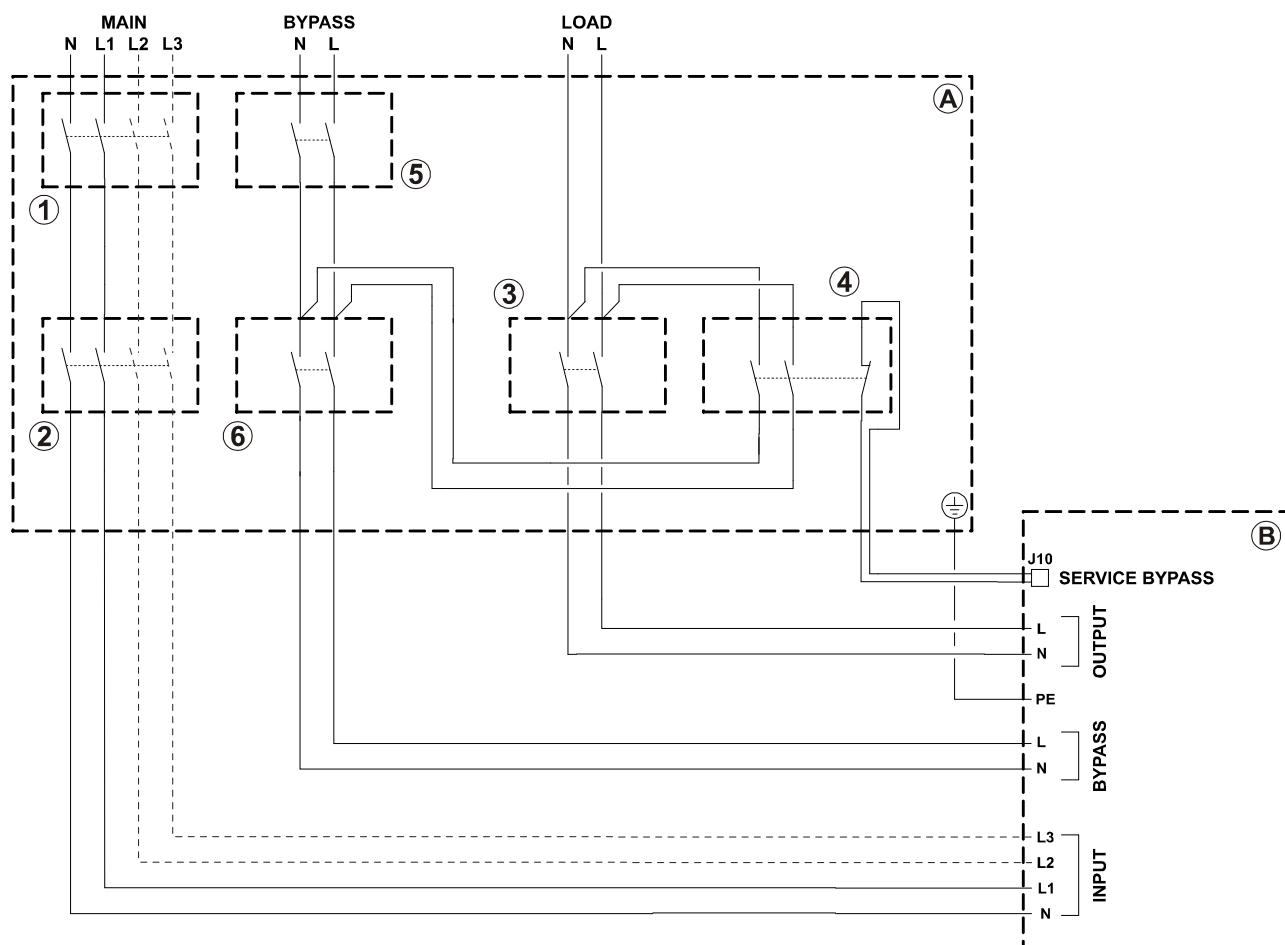 MAIN BYPASS LOAD
N L1 L2 L3 N L N L
A
5
1
4
3
2
6
B
J10
SERVICE BYPASS
L
OUTPUT
N
PE
L
BYPASS
N
L3
L2
INPUT
L1
N